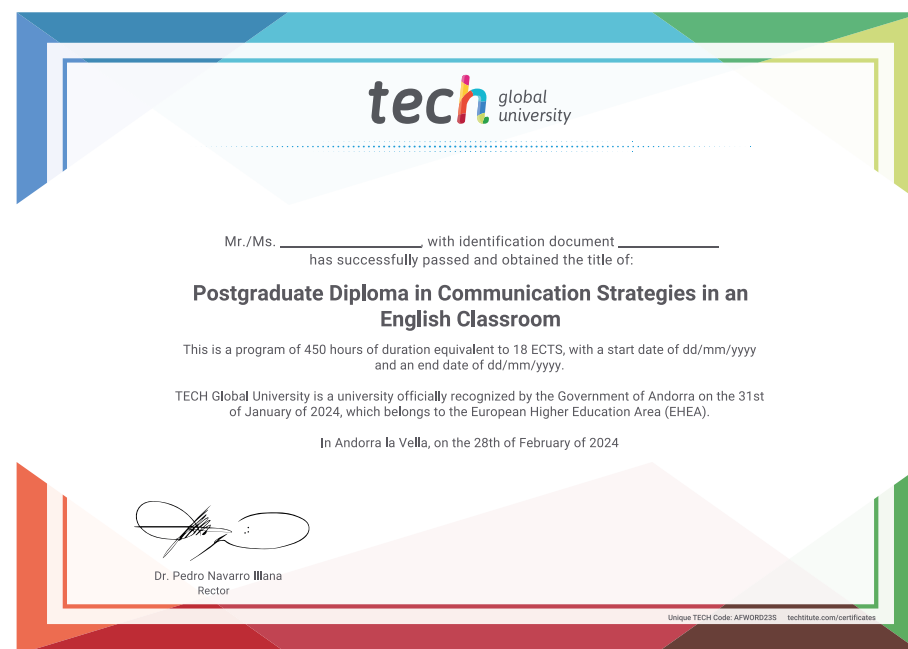 tech global university
Mr./Ms. ____________________, with identification document ______________
has successfully passed and obtained the title of:
Postgraduate Diploma in Communication Strategies in an
English Classroom
This is a program of 450 hours of duration equivalent to 18 ECTS, with a start date of dd/mm/yyyy
and an end date of dd/mm/yyyy.
TECH Global University is a university officially recognized by the Government of Andorra on the 31st
of January of 2024, which belongs to the European Higher Education Area (EHEA).
In Andorra la Vella, on the 28th of February of 2024
Dr. Pedro Navarro Illana
Rector
Unique TECH Code: AFWORD23S techtitute.com/certificates